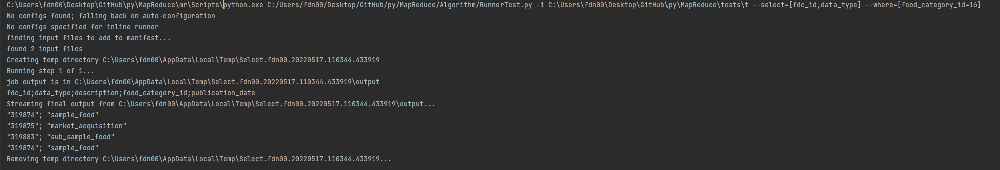 C:\Users\fdn00\Desktop\GitHub\py\MapReduce\mr\Scripts\python.exe C:/Users/fdn00/Desktop/GitHub/py/MapReduce/Algorithm/RunnerTest.py -i C:\Users\fdn00\Desktop\GitHub\py\MapReduce\tests\t --select=[fdc_id,data_type] --where=[food_category_id=16]
No configs found; falling back on auto-configuration
No configs specified for inline runner
finding input files to add to manifest...
found 2 input files
Creating temp directory C:\Users\fdn00\AppData\Local\Temp\Select.fdn00.20220517.110344.433919
Running step 1 of 1...
job output is in C:\Users\fdn00\AppData\Local\Temp\Select.fdn00.20220517.110344.433919\output
fdc_id;data_type;description;food_category_id;publication_date
Streaming final output from C:\Users\fdn00\AppData\Local\Temp\Select.fdn00.20220517.110344.433919\output...
"319874"; "sample_food"
"319875"; "market_acquisition"
"319883"; "sub_sample_food"
"319874"; "sample_food"
Removing temp directory C:\Users\fdn00\AppData\Local\Temp\Select.fdn00.20220517.110344.433919...